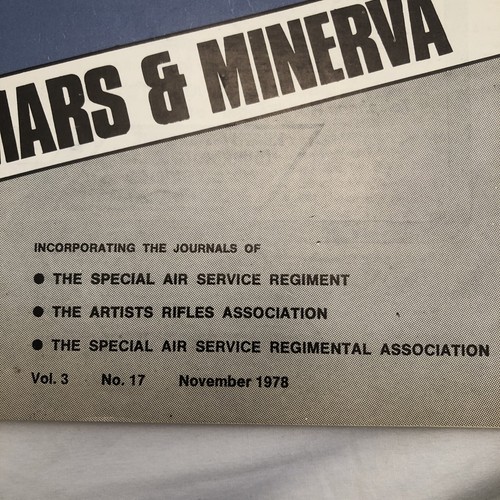 MARS & MINERVA
INCORPORATING THE JOURNALS OF
● THE SPECIAL AIR SERVICE REGIMENT
● THE ARTISTS RIFLES ASSOCIATION
● THE SPECIAL AIR SERVICE REGIMENTAL ASSOCIATION
Vol. 3 No. 17 November 1978